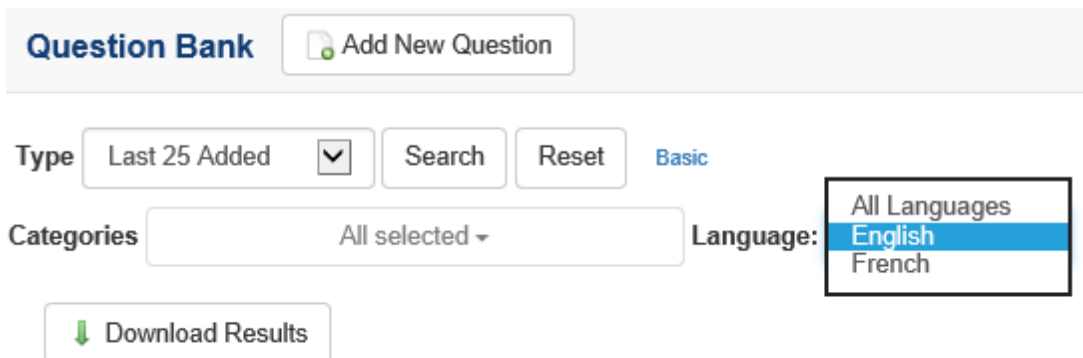 Question Bank Add New Question
Type Last 25 Added Search Reset Basic
All Languages
Categories All selected Language: English
French
Download Results